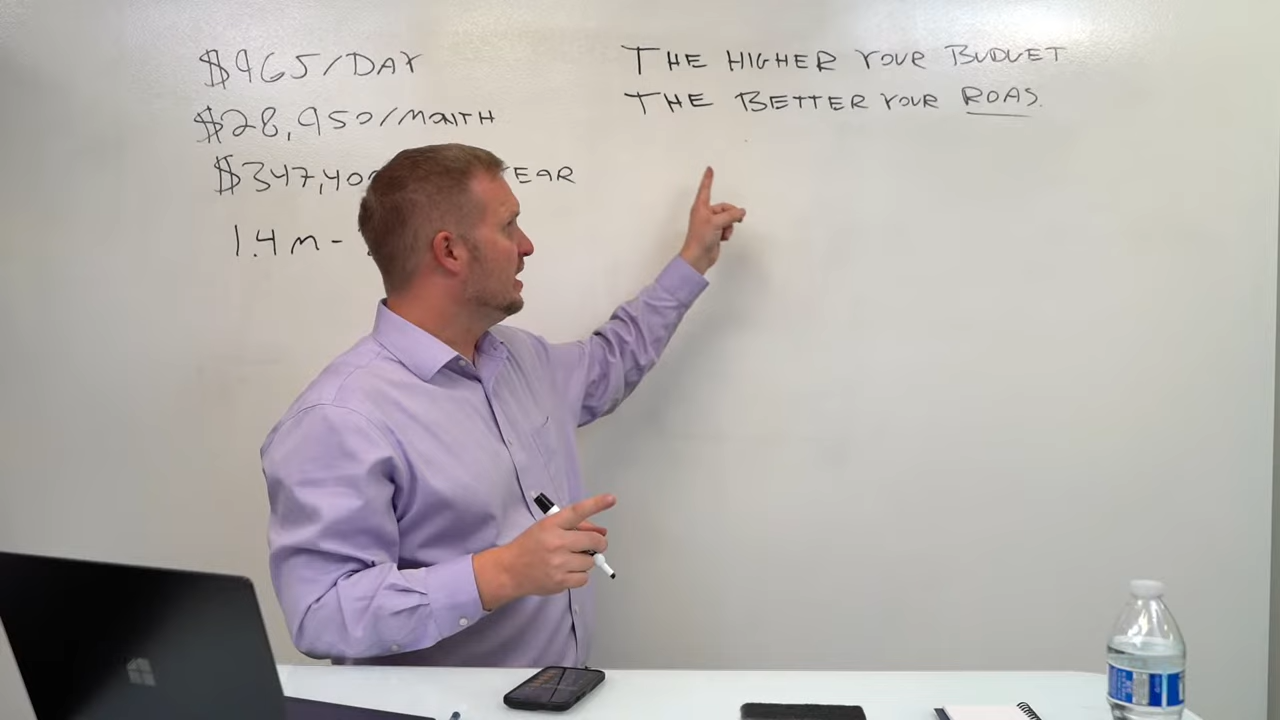 $965/DAY
$28,950/MONTH
$347,40
EAR
1.4m-
THE HIGHER YOUR BUDGET
THE BETTER YOUR ROAS.